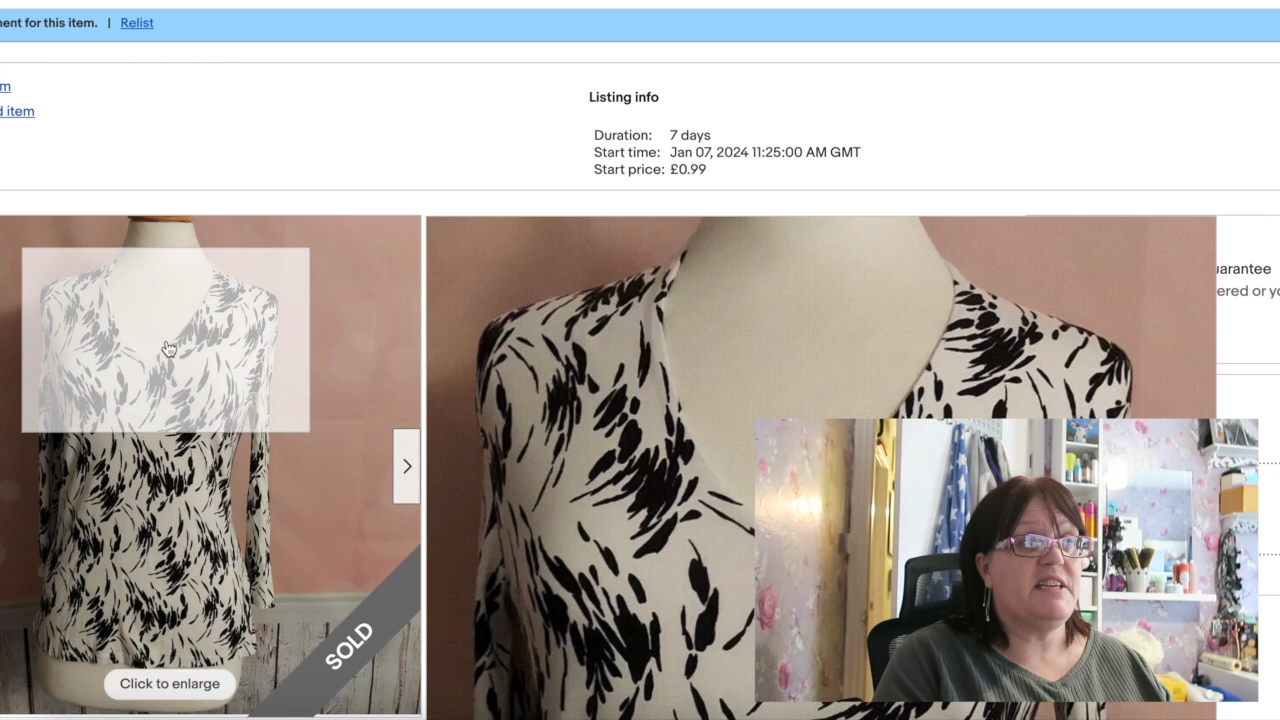 ment for this item. | Relist
m
d item
Listing info
Duration: 7 days
Start time: Jan 07, 2024 11:25:00 AM GMT
Start price: £0.99
uarantee
ered or yo
SOLD
Click to enlarge